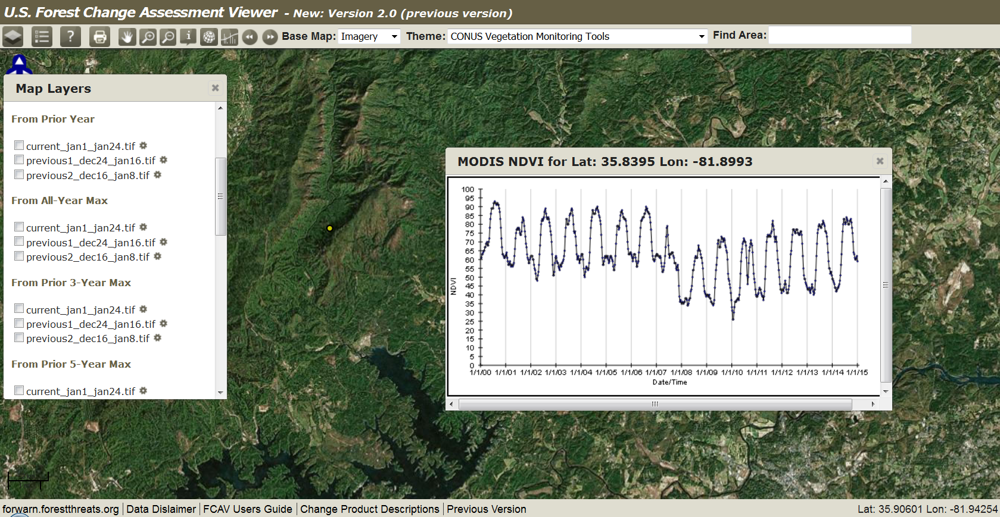 U.S. Forest Change Assessment Viewer - New: Version 2.0 (previous version)
Base Map: Imagery Theme: CONUS Vegetation Monitoring Tools Find Area:
Map Layers
From Prior Year
current_jan1_jan24.tif
previous1_dec24_jan16.tif
previous2_dec16_jan8.tif
From All-Year Max
current_jan1_jan24.tif
previous1_dec24_jan16.tif
previous2_dec16_jan8.tif
From Prior 3-Year Max
current_jan1_jan24.tif
previous1_dec24_jan16.tif
previous2_dec16_jan8.tif
From Prior 5-Year Max
current_jan1_jan24.tif
MODIS NDVI for Lat: 35.8395 Lon: -81.8993
100
95
90
85
80
75
70
65
60
55
50
45
40
35
30
25
20
15
10
5
0
NDVI
1/1/00 1/1/01 1/1/02 1/1/03 1/1/04 1/1/05 1/1/06 1/1/07 1/1/08 1/1/09 1/1/10 1/1/11 1/1/12 1/1/13 1/1/14 1/1/15
Date/Time
forwarn.forestthreats.org | Data Dislaimer | FCAV Users Guide | Change Product Descriptions | Previous Version
Lat: 35.90601 Lon: -81.94254